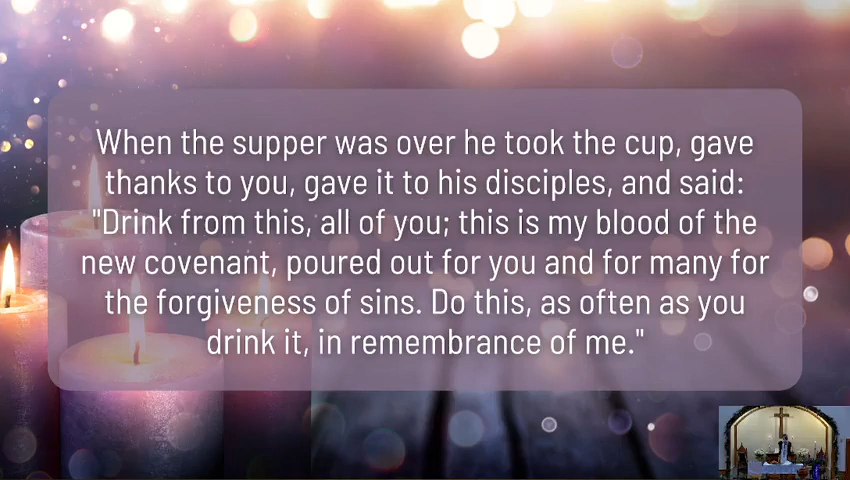 When the supper was over he took the cup, gave
thanks to you, gave it to his disciples, and said:
"Drink from this, all of you; this is my blood of the
new covenant, poured out for you and for many for
the forgiveness of sins. Do this, as often as you
drink it, in remembrance of me."